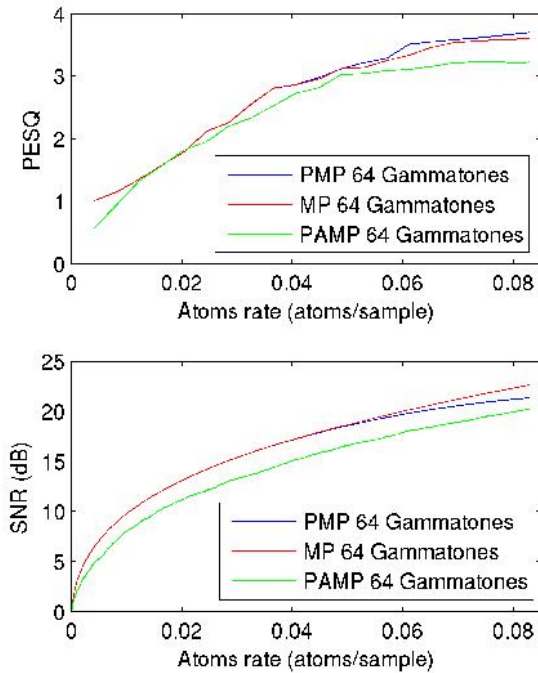 4
3
2
1
0
PESQ
PMP 64 Gammatones
MP 64 Gammatones
PAMP 64 Gammatones
0 0.02 0.04 0.06 0.08
Atoms rate (atoms/sample)
25
20
15
10
5
0
SNR (dB)
PMP 64 Gammatones
MP 64 Gammatones
PAMP 64 Gammatones
0 0.02 0.04 0.06 0.08
Atoms rate (atoms/sample)